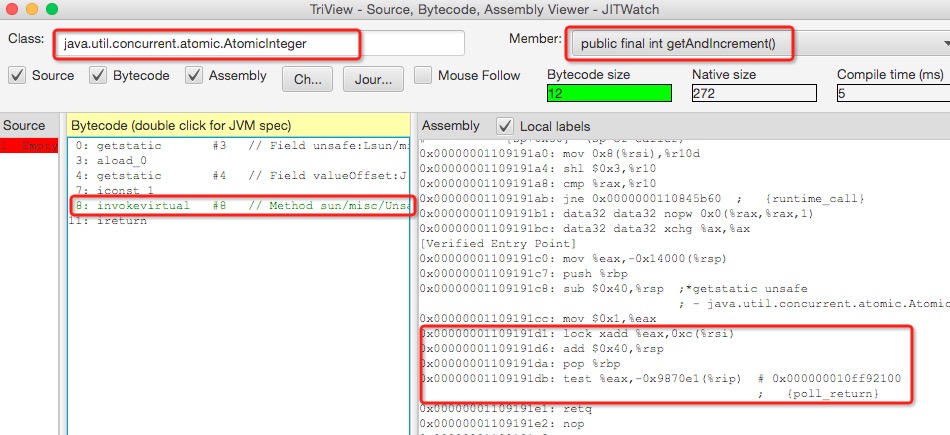 TriView - Source, Bytecode, Assembly Viewer - JITWatch
Class: java.util.concurrent.atomic.AtomicInteger Member: public final int getAndIncrement()
Source Bytecode Assembly Ch... Jour... Mouse Follow
Bytecode size Native size Compile time (ms)
12 272 5
Source
1 Empty
Bytecode (double click for JVM spec)
0: getstatic #3 // Field unsafe:Lsun/mi
3: aload_0
4: getstatic #4 // Field valueOffset:J
7: iconst_1
8: invokevirtual #8 // Method sun/misc/Unsa
11: ireturn
Assembly Local labels
0x00000001109191a0: mov 0x8(%rsi),%r10d
0x00000001109191a4: shl $0x3,%r10
0x00000001109191a8: cmp %rax,%r10
0x00000001109191ab: jne 0x0000000110845b60 ; {runtime_call}
0x00000001109191b1: data32 data32 nopw 0x0(%rax,%rax,1)
0x00000001109191bc: data32 data32 xchg %ax,%ax
[Verified Entry Point]
0x00000001109191c0: mov %eax,-0x14000(%rsp)
0x00000001109191c7: push %rbp
0x00000001109191c8: sub $0x40,%rsp ;*getstatic unsafe
; - java.util.concurrent.atomic.Atomic
0x00000001109191cc: mov $0x1,%eax
0x00000001109191d1: lock xadd %eax,0xc(%rsi)
0x00000001109191d6: add $0x40,%rsp
0x00000001109191da: pop %rbp
0x00000001109191db: test %eax,-0x9870e1(%rip) # 0x000000010ff92100
; {poll_return}
0x00000001109191e1: retq
0x00000001109191e2: nop